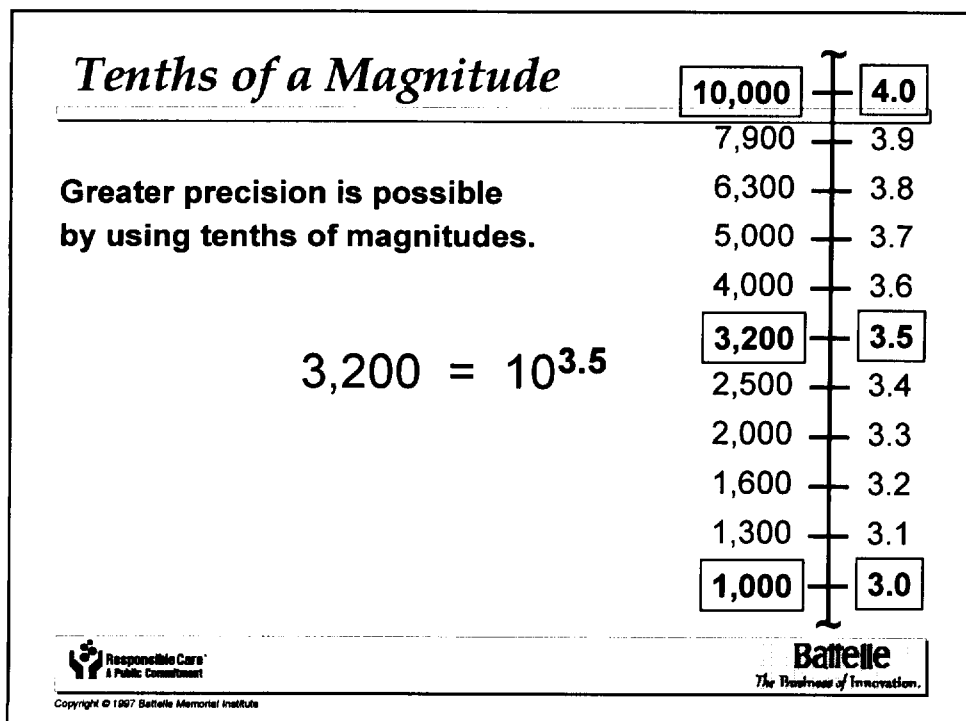 Tenths of a Magnitude
Greater precision is possible
by using tenths of magnitudes.
3,200 = 10^3.5
10,000 4.0
7,900 3.9
6,300 3.8
5,000 3.7
4,000 3.6
3,200 3.5
2,500 3.4
2,000 3.3
1,600 3.2
1,300 3.1
1,000 3.0
Responsible Care
A Public Commitment
Battelle
The Business of Innovation.
Copyright © 1997 Battelle Memorial Institute